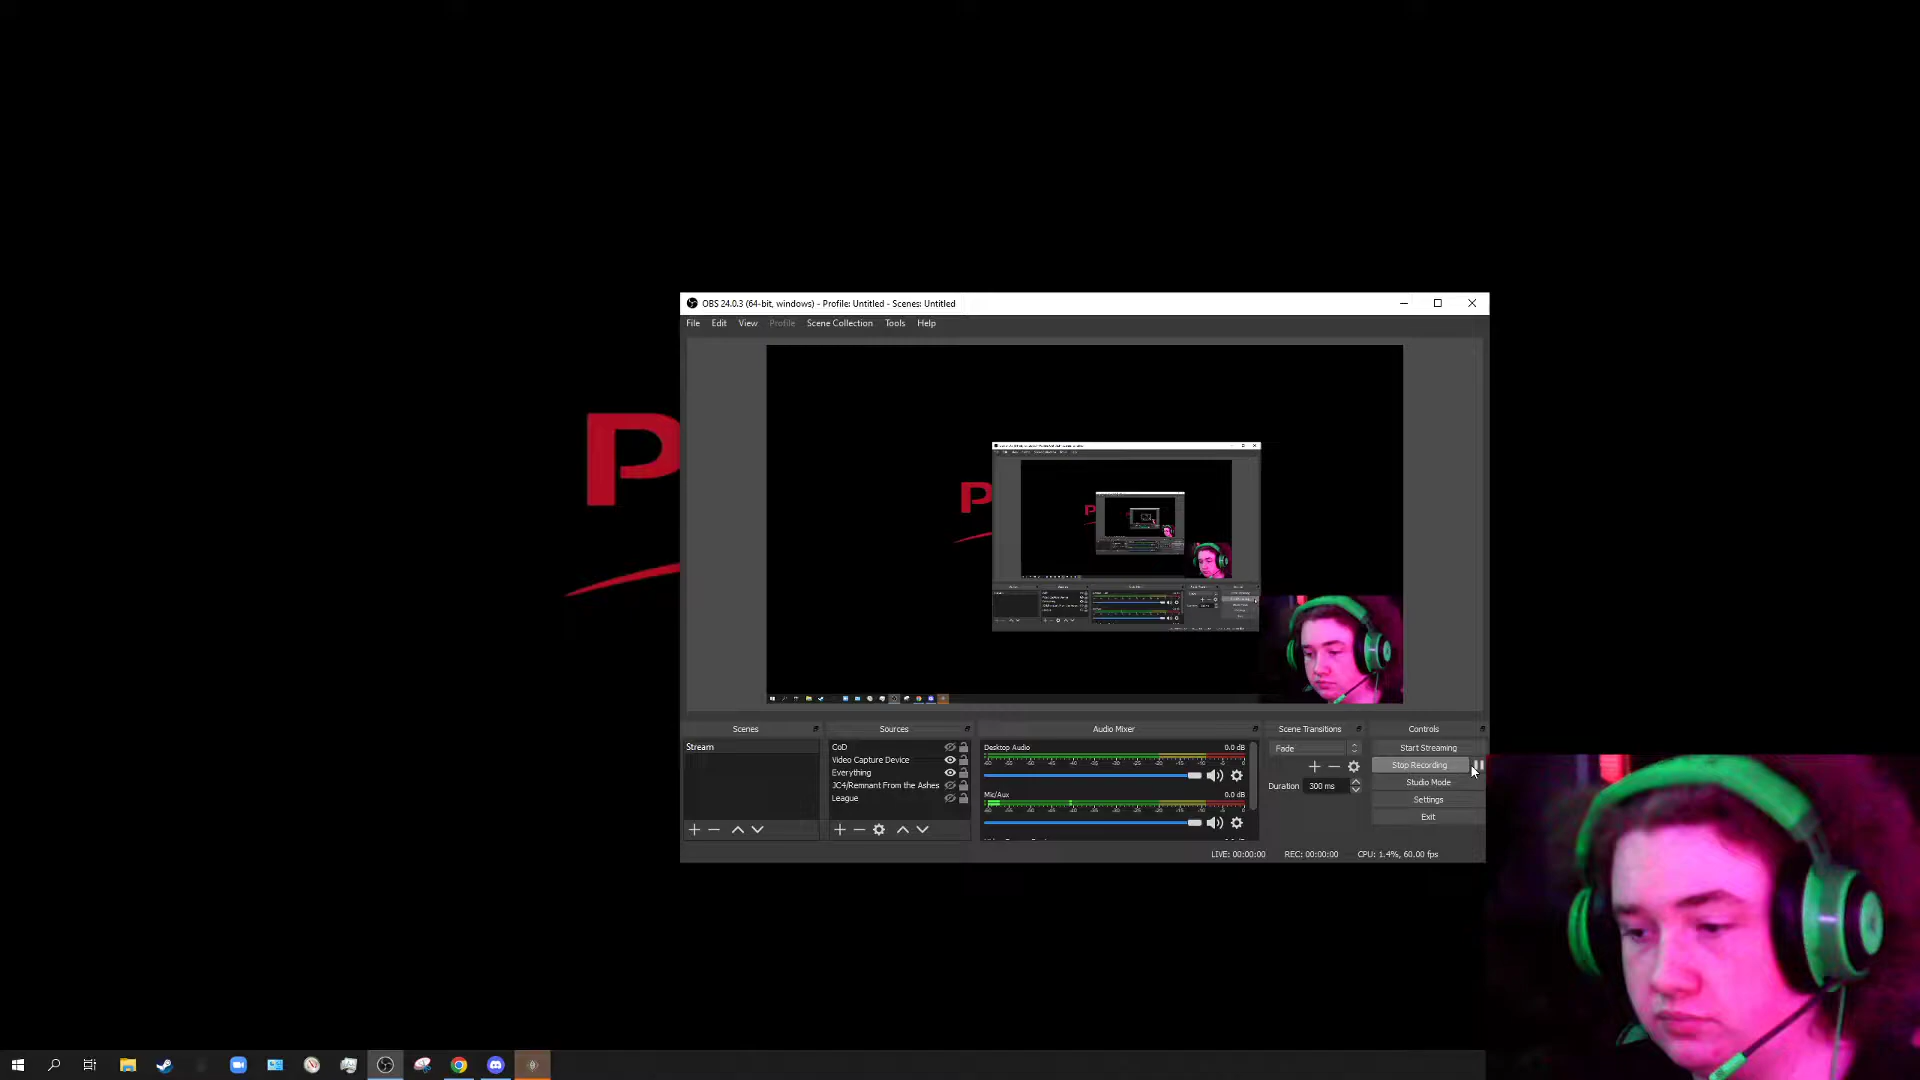 P
OBS 24.0.3 (64-bit, windows) - Profile: Untitled - Scenes: Untitled
File Edit View Profile Scene Collection Tools Help
Scenes
Stream
Sources
CoD
Video Capture Device
Everything
JC4/Remnant From the Ashes
League
Audio Mixer
Desktop Audio 0.0 dB
Mic/Aux 0.0 dB
Scene Transitions
Fade
Duration 300 ms
Controls
Start Streaming
Stop Recording
Studio Mode
Settings
Exit
LIVE: 00:00:00 REC: 00:00:00 CPU: 1.4%, 60.00 fps